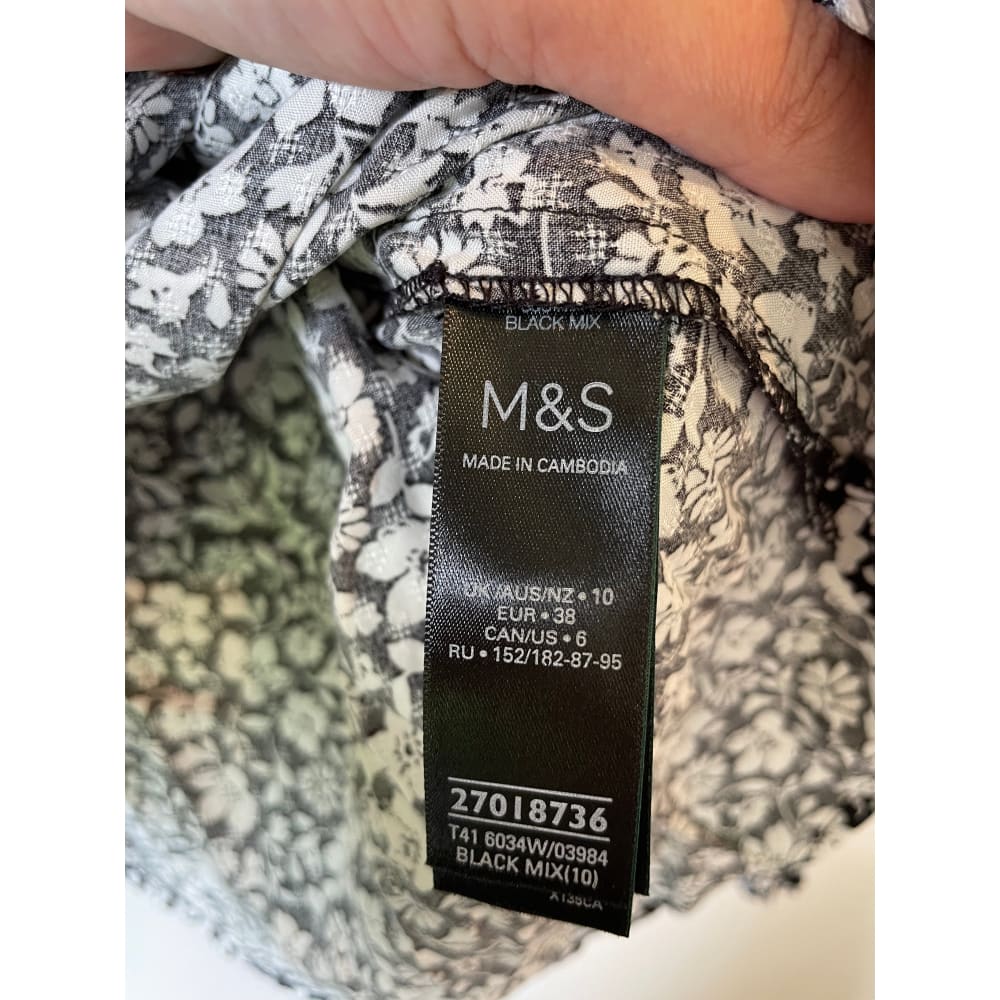 BLACK MIX
M&S
MADE IN CAMBODIA
UK/AUS/NZ • 10
EUR • 38
CAN/US • 6
RU • 152/182-87-95
27018736
T41 6034W/03984
BLACK MIX(10)
X138CA